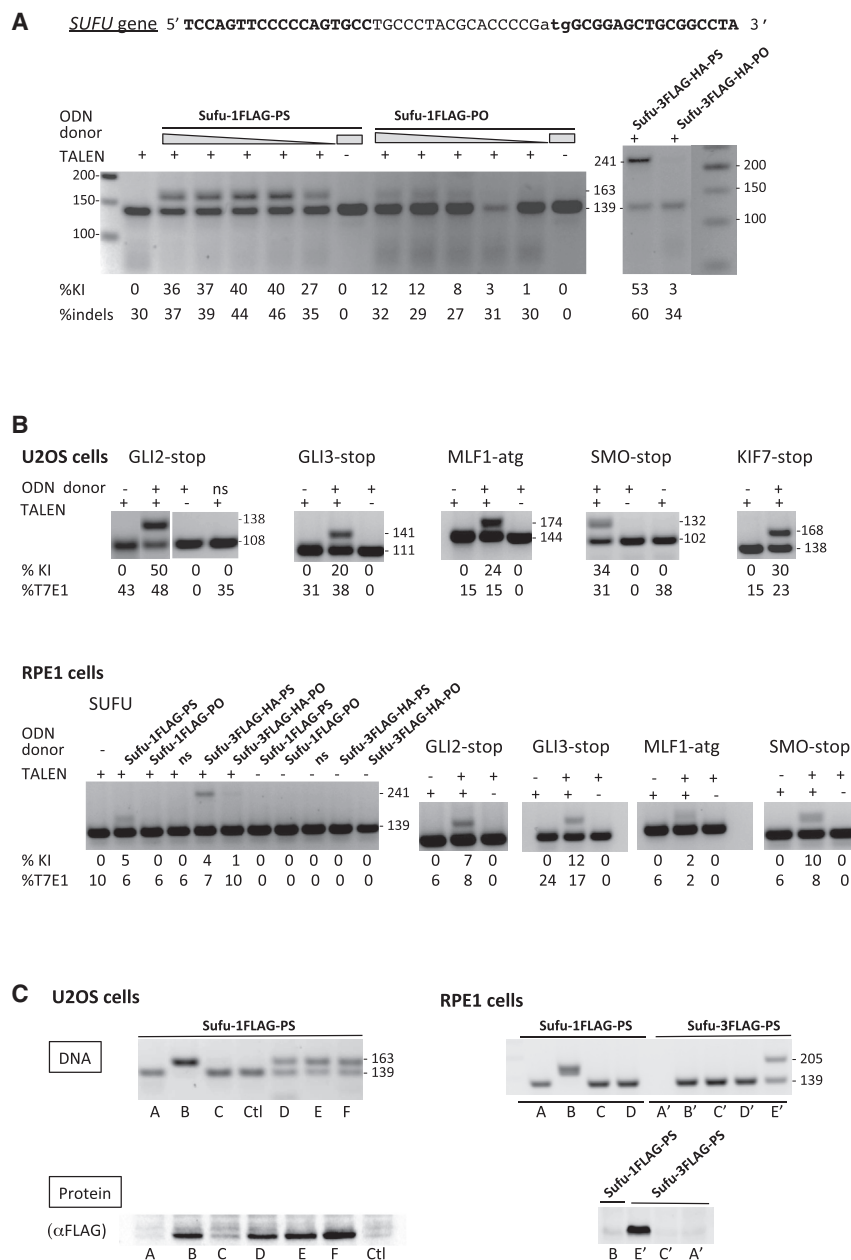 A
SUFU gene 5' TCCAGTTCCCCCAGTGCCTGCCCTACGCACCCCGatgGCGGAGCTGCGGCCTA 3'
ODN donor
Sufu-1FLAG-PS
Sufu-1FLAG-PO
Sufu-3FLAG-HA-PS
Sufu-3FLAG-HA-PO
TALEN + + + + + + - + + + + + - + +
200-
150-
100-
241
163
139
200
150
100
%KI 0 36 37 40 40 27 0 12 12 8 3 1 0 53 3
%indels 30 37 39 44 46 35 0 32 29 27 31 30 0 60 34
B
U2OS cells
GLI2-stop GLI3-stop MLF1-atg SMO-stop KIF7-stop
ODN donor - + + ns - + + - + + + + - - +
TALEN + + - + + + - + + - + - + + +
-138
-108
- 141
- 111
- 174
- 144
-132
-102
- 168
- 138
% KI 0 50 0 0 0 20 0 0 24 0 34 0 0 0 30
%T7E1 43 48 0 35 31 38 0 15 15 0 31 0 38 15 23
RPE1 cells
SUFU
ODN donor
- Sufu-1FLAG-PS Sufu-1FLAG-PO ns Sufu-3FLAG-HA-PS Sufu-3FLAG-HA-PO Sufu-1FLAG-PS Sufu-1FLAG-PO ns Sufu-3FLAG-HA-PS Sufu-3FLAG-HA-PO
GLI2-stop GLI3-stop MLF1-atg SMO-stop
- + + - + + - + + - + +
TALEN + + + + + + - - - - - + + - + + - + + - + + -
- 241
- 139
% KI 0 5 0 0 4 1 0 0 0 0 0 0 7 0 0 12 0 0 2 0 0 10 0
%T7E1 10 6 6 6 7 10 0 0 0 0 0 6 8 0 24 17 0 6 2 0 6 8 0
C
U2OS cells
RPE1 cells
Sufu-1FLAG-PS
Sufu-1FLAG-PS
Sufu-3FLAG-PS
DNA
- 163
- 139
- 205
- 139
A B C Ctl D E F
A B C D A' B' C' D' E'
Sufu-1FLAG-PS
Sufu-3FLAG-PS
Protein
(αFLAG)
A B C D E F Ctl
B E' C' A'